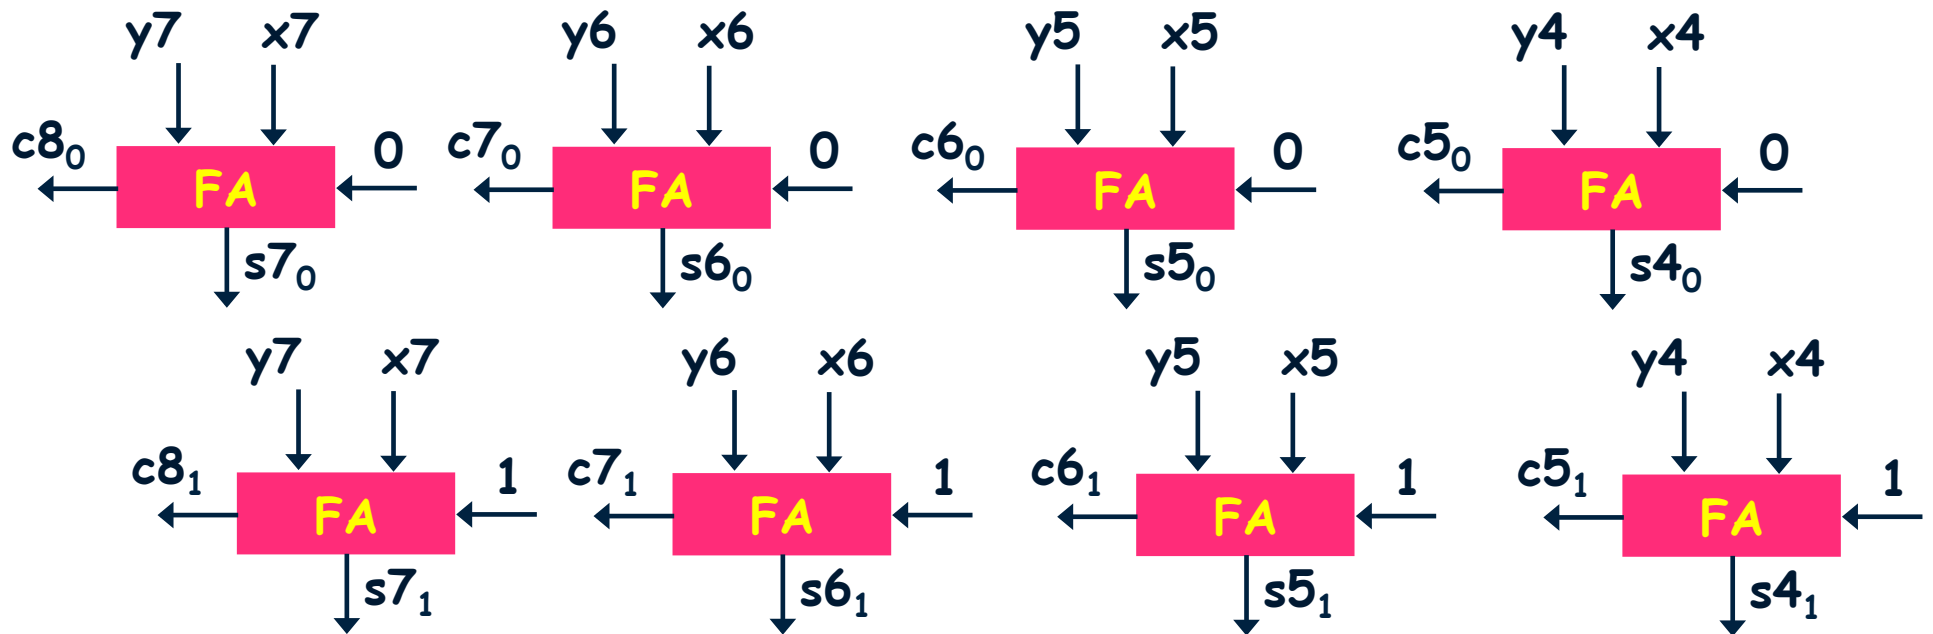 y7 x7 y6 x6 y5 x5 y4 x4
c8₀ 0 c7₀ 0 c6₀ 0 c5₀ 0
FA FA FA FA
s7₀ s6₀ s5₀ s4₀
y7 x7 y6 x6 y5 x5 y4 x4
c8₁ 1 c7₁ 1 c6₁ 1 c5₁ 1
FA FA FA FA
s7₁ s6₁ s5₁ s4₁